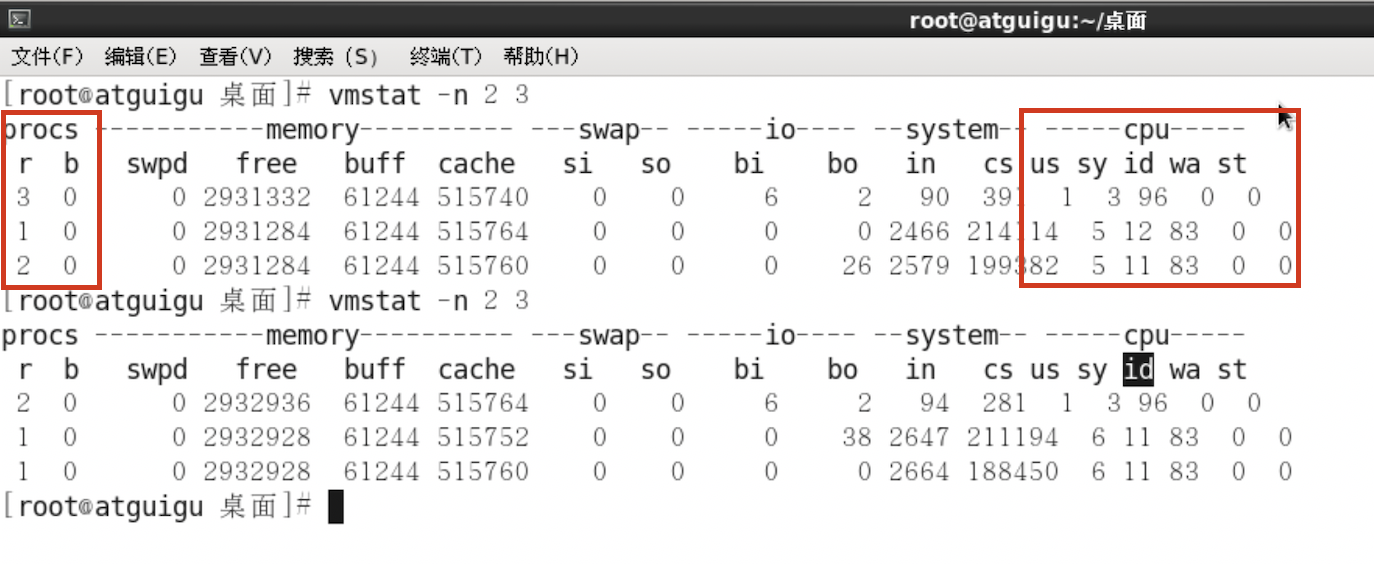 root@atguigu:~/桌面
文件(F) 编辑(E) 查看(V) 搜索 (S) 终端(T) 帮助(H)
[root@atguigu 桌面]# vmstat -n 2 3
procs -----------memory---------- ---swap-- -----io---- --system-- -----cpu-----
 r  b   swpd   free   buff  cache   si   so    bi    bo   in   cs us sy id wa st
 3  0      0 2931332  61244 515740    0    0     6     2   90  391  1  3 96  0  0
 1  0      0 2931284  61244 515764    0    0     0     0 2466 214114  5 12 83  0  0
 2  0      0 2931284  61244 515760    0    0     0    26 2579 199382  5 11 83  0  0
[root@atguigu 桌面]# vmstat -n 2 3
procs -----------memory---------- ---swap-- -----io---- --system-- -----cpu-----
 r  b   swpd   free   buff  cache   si   so    bi    bo   in   cs us sy id wa st
 2  0      0 2932936  61244 515764    0    0     6     2   94  281  1  3 96  0  0
 1  0      0 2932928  61244 515752    0    0     0    38 2647 211194  6 11 83  0  0
 1  0      0 2932928  61244 515760    0    0     0     0 2664 188450  6 11 83  0  0
[root@atguigu 桌面]#